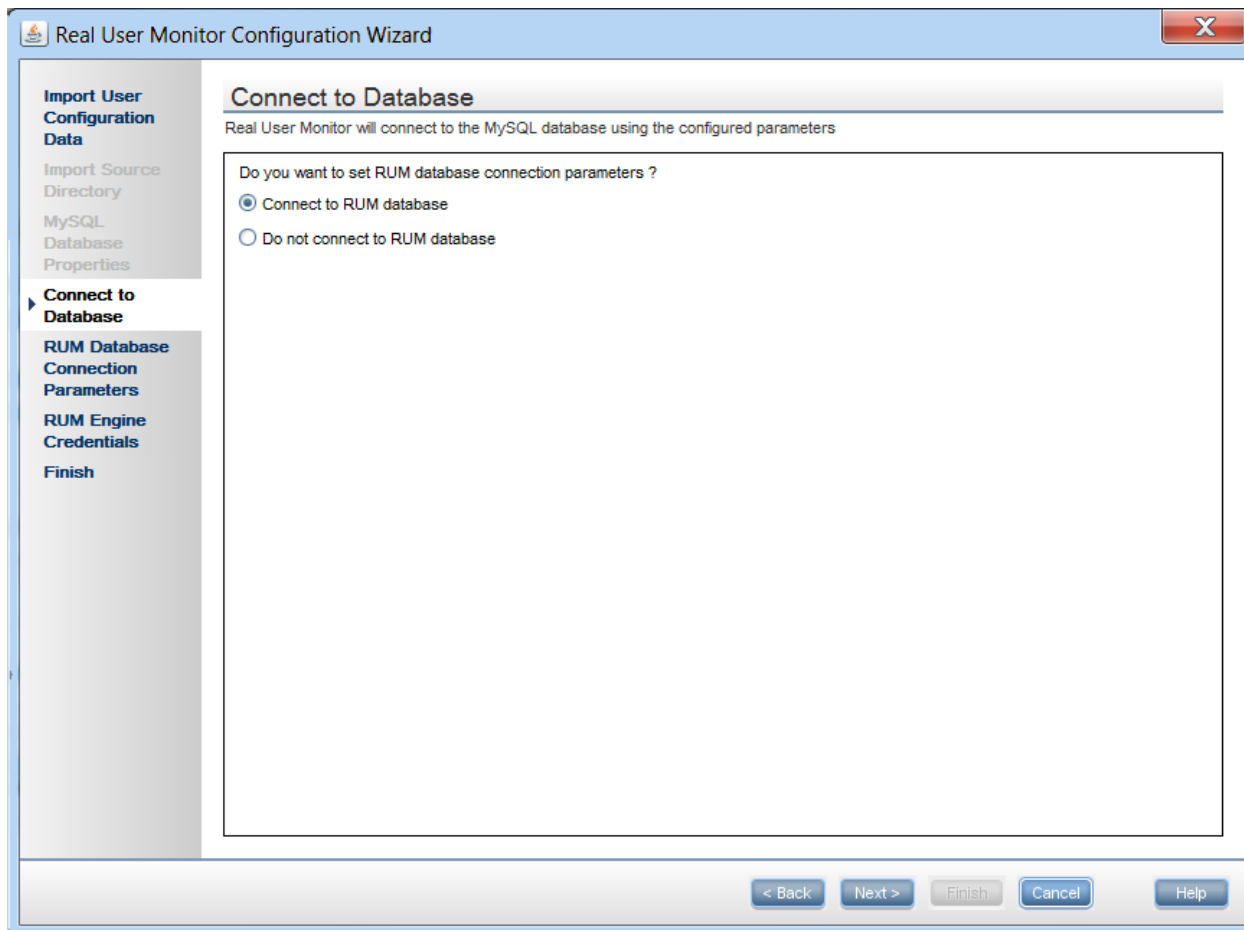 Real User Monitor Configuration Wizard
Import User
Configuration
Data
Import Source
Directory
MySQL
Database
Properties
Connect to
Database
RUM Database
Connection
Parameters
RUM Engine
Credentials
Finish
Connect to Database
Real User Monitor will connect to the MySQL database using the configured parameters
Do you want to set RUM database connection parameters ?
Connect to RUM database
Do not connect to RUM database
< Back Next > Finish Cancel Help